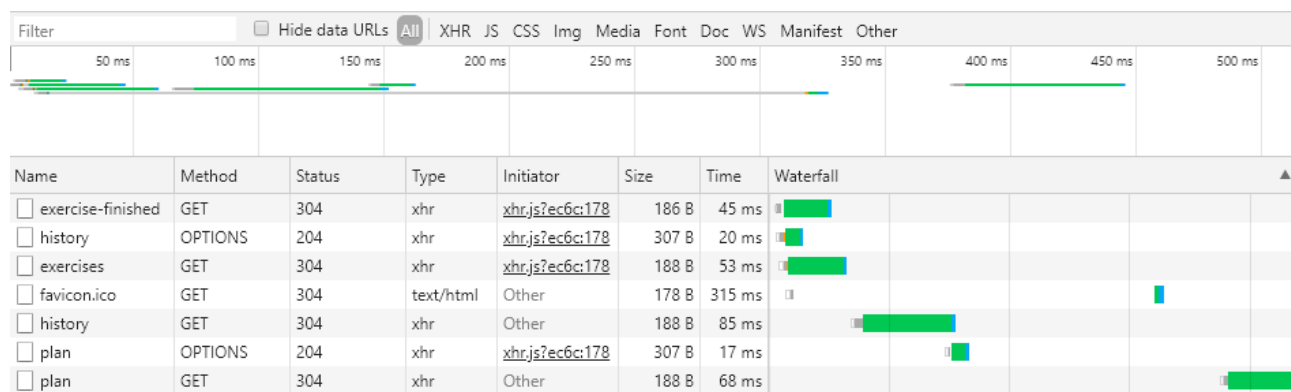 Filter Hide data URLs All XHR JS CSS Img Media Font Doc WS Manifest Other
50 ms 100 ms 150 ms 200 ms 250 ms 300 ms 350 ms 400 ms 450 ms 500 ms
Name Method Status Type Initiator Size Time Waterfall
exercise-finished GET 304 xhr xhr.js?ec6c:178 186 B 45 ms
history OPTIONS 204 xhr xhr.js?ec6c:178 307 B 20 ms
exercises GET 304 xhr xhr.js?ec6c:178 188 B 53 ms
favicon.ico GET 304 text/html Other 178 B 315 ms
history GET 304 xhr Other 188 B 85 ms
plan OPTIONS 204 xhr xhr.js?ec6c:178 307 B 17 ms
plan GET 304 xhr Other 188 B 68 ms